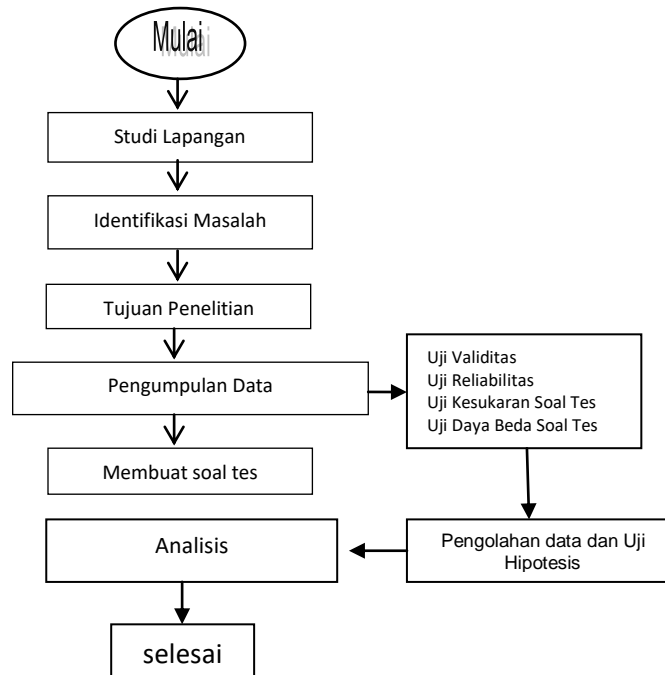 Mulai
Studi Lapangan
Identifikasi Masalah
Tujuan Penelitian
Pengumpulan Data
Uji Validitas
Uji Reliabilitas
Uji Kesukaran Soal Tes
Uji Daya Beda Soal Tes
Membuat soal tes
Pengolahan data dan Uji
Hipotesis
Analisis
selesai